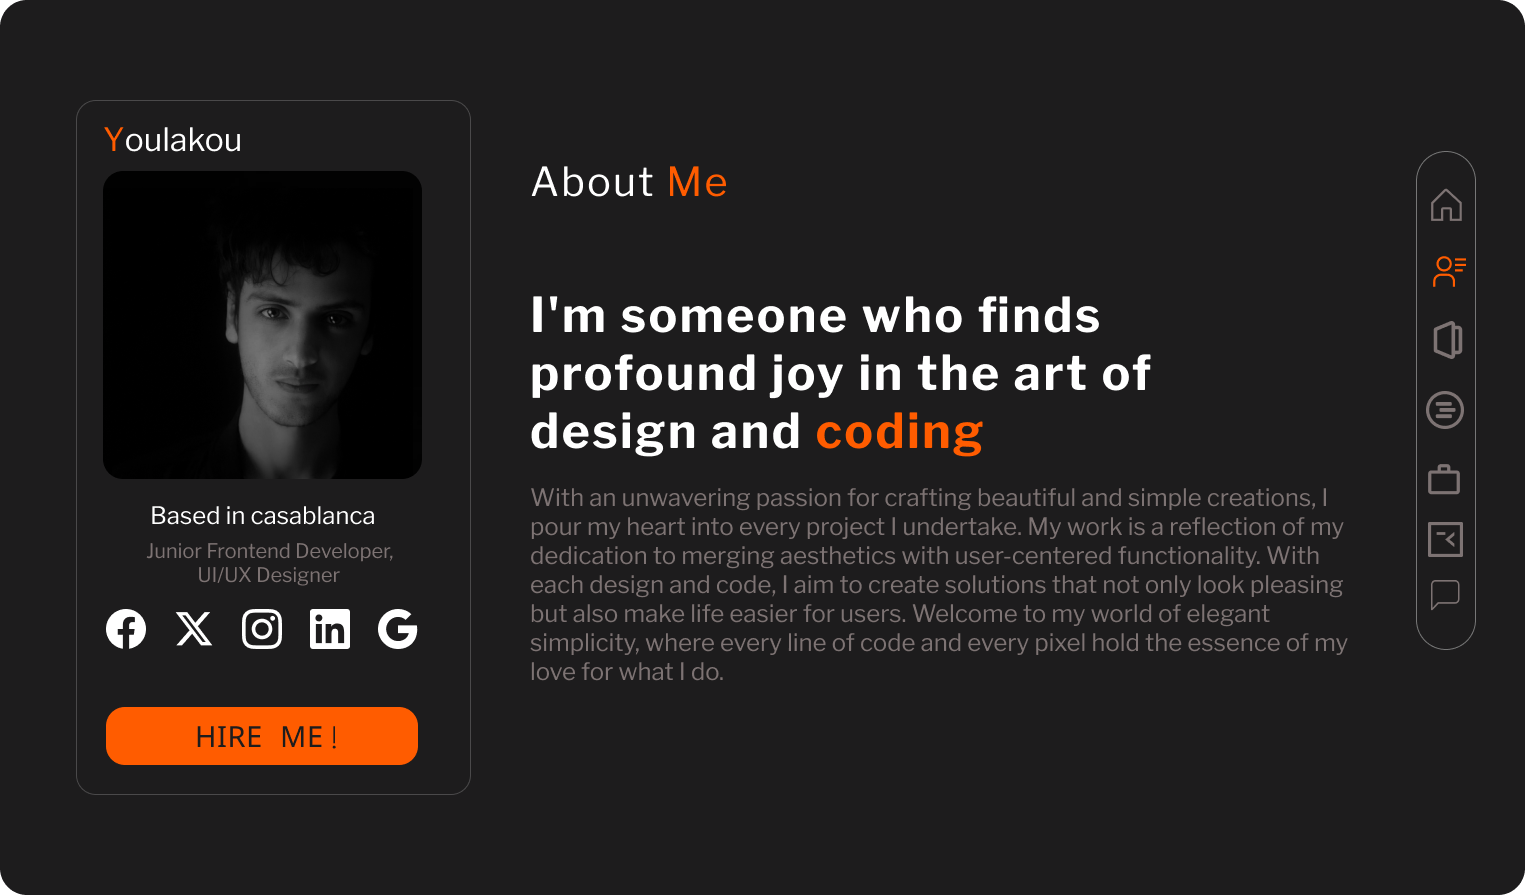 Youlakou
Based in casablanca
Junior Frontend Developer,
UI/UX Designer
HIRE ME!
About Me
I'm someone who finds
profound joy in the art of
design and coding
With an unwavering passion for crafting beautiful and simple creations, I
pour my heart into every project I undertake. My work is a reflection of my
dedication to merging aesthetics with user-centered functionality. With
each design and code, I aim to create solutions that not only look pleasing
but also make life easier for users. Welcome to my world of elegant
simplicity, where every line of code and every pixel hold the essence of my
love for what I do.